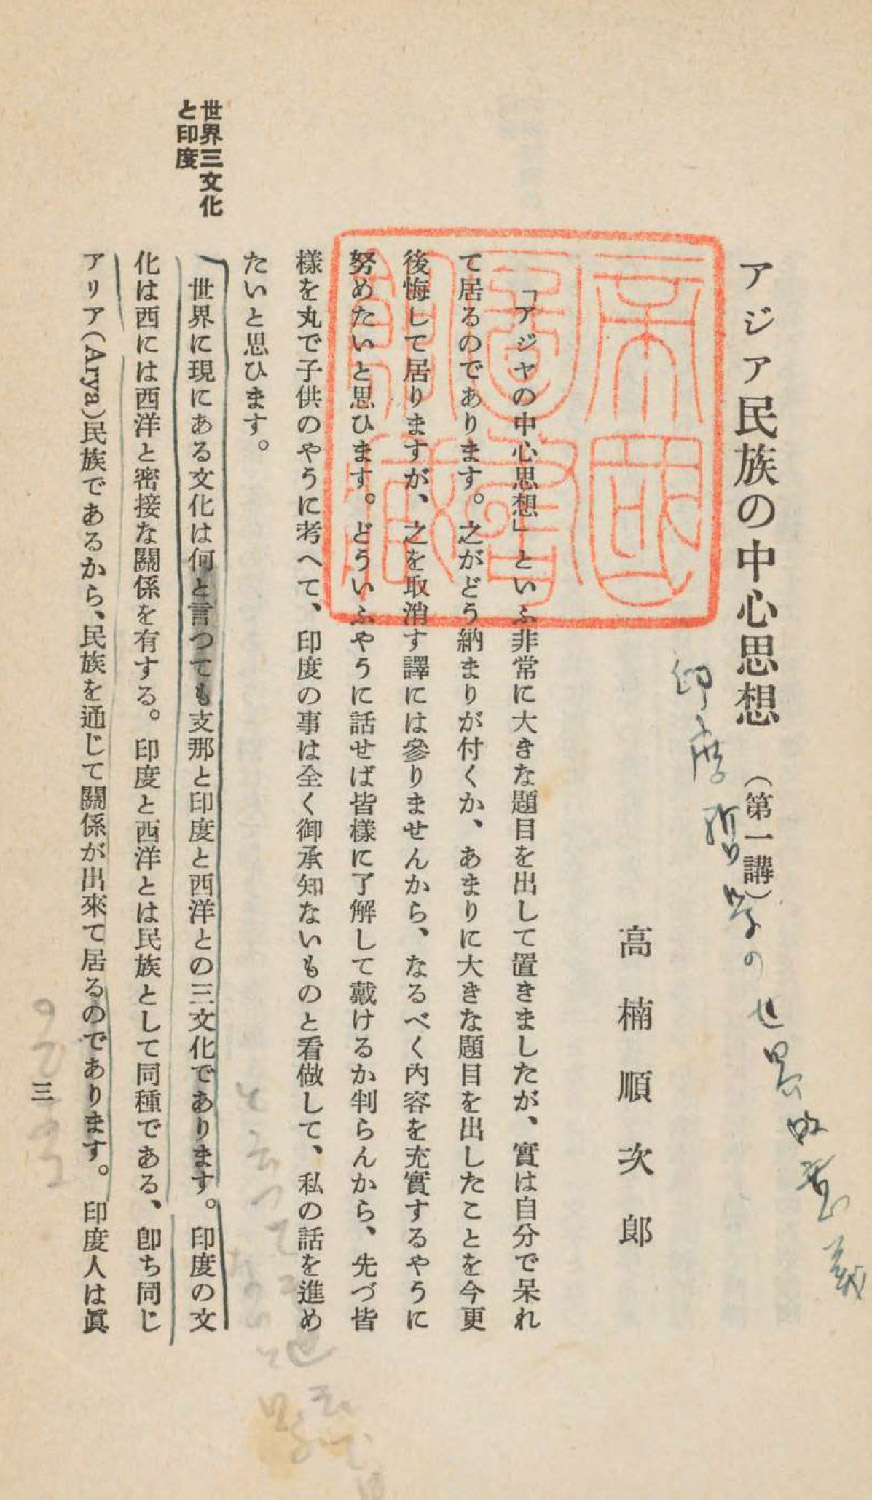 アジア民族の中心思想（第一講）
印度哲学の世界的意義
高楠順次郎
「アジヤの中心思想」といふ非常に大きな題目を出して置きましたが、實は自分で呆れ
て居るのであります。之がどう納まりが付くか、あまりに大きな題目を出したことを今更
後悔して居りますが、之を取消す譯には參りませんから、なるべく内容を充實するやうに
努めたいと思ひます。どういふやうに話せば皆樣に了解して戴けるか判らんから、先づ皆
樣を丸で子供のやうに考へて、印度の事は全く御承知ないものと看做して、私の話を進め
たいと思ひます。
世界三文化
と印度
世界に現にある文化は何と言つても支那と印度と西洋との三文化であります。印度の文
化は西には西洋と密接な關係を有する。印度と西洋とは民族として同種である、卽ち同じ
アリア(Arya)民族であるから、民族を通じて關係が出來て居るのであります。印度人は眞
三
帝國
圖書
館藏